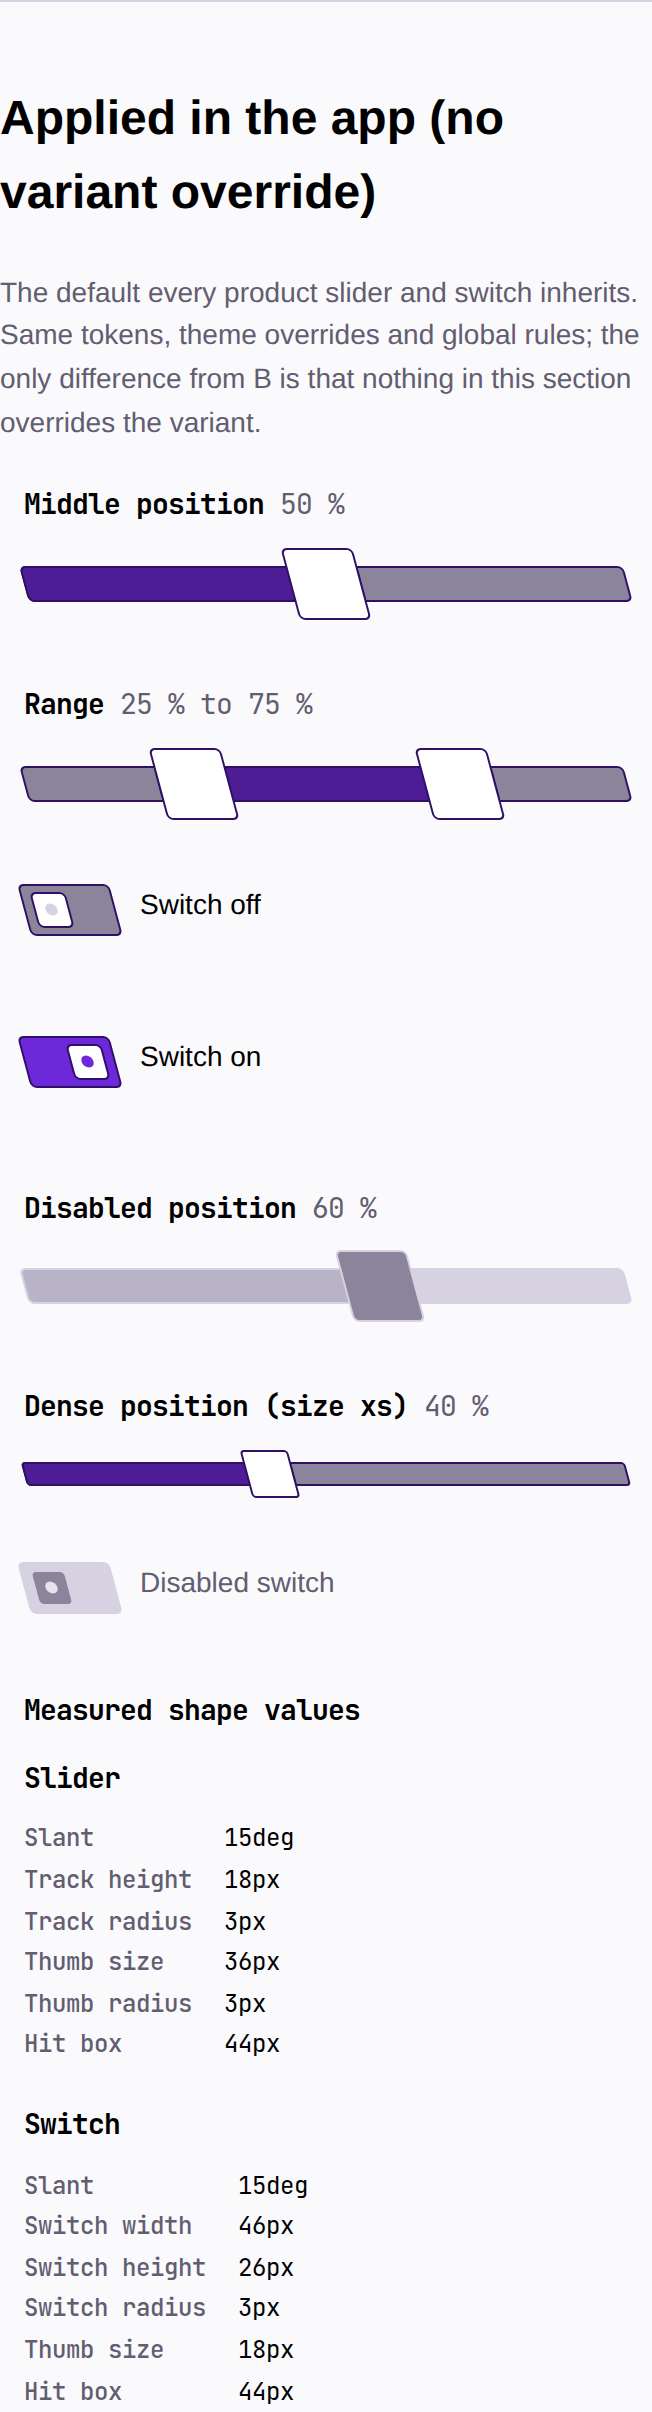 Applied in the app (no
variant override)
The default every product slider and switch inherits.
Same tokens, theme overrides and global rules; the
only difference from B is that nothing in this section
overrides the variant.
Middle position 50 %
Range 25 % to 75 %
Switch off
Switch on
Disabled position 60 %
Dense position (size xs) 40 %
Disabled switch
Measured shape values
Slider
Slant 15deg
Track height 18px
Track radius 3px
Thumb size 36px
Thumb radius 3px
Hit box 44px
Switch
Slant 15deg
Switch width 46px
Switch height 26px
Switch radius 3px
Thumb size 18px
Hit box 44px